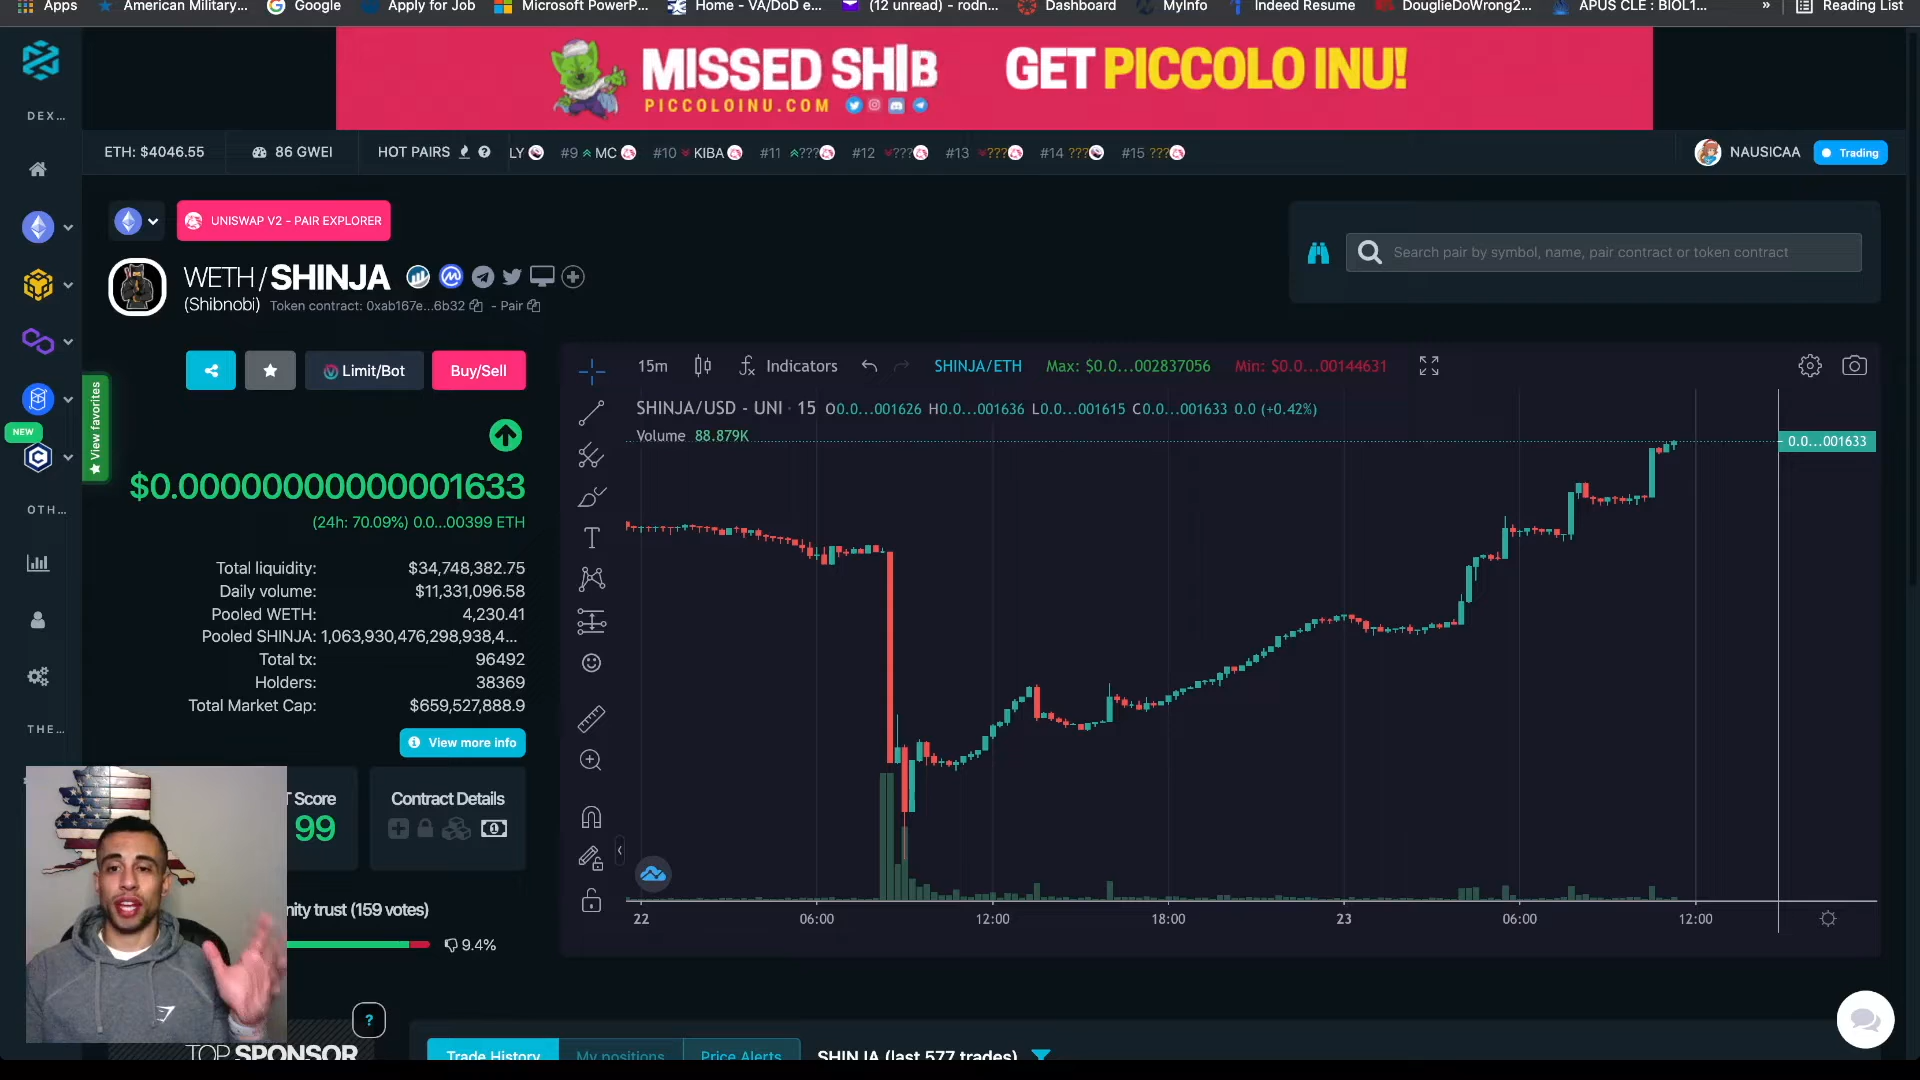 Apps
American Military...
Google
Apply for Job
Microsoft PowerP...
Home - VA/DoD e...
(12 unread) - rodn...
Dashboard
MyInfo
Indeed Resume
DouglieDoWrong2...
APUS CLE : BIOL1...
»
Reading List
MISSED SHIB
GET PICCOLO INU!
PICCOLOINU.COM
DEX...
ETH: $4046.55
86 GWEI
HOT PAIRS
LY
#9 MC
#10 KIBA
#11 ???
#12 ???
#13 ???
#14 ???
#15 ???
NAUSICAA
Trading
UNISWAP V2 - PAIR EXPLORER
Search pair by symbol, name, pair contract or token contract
WETH/SHINJA
(Shibnobi)
Token contract: 0xab167e...6b32
- Pair
Limit/Bot
Buy/Sell
View favorites
NEW
15m
Indicators
SHINJA/ETH
Max: $0.0...002837056
Min: $0.0...00144631
SHINJA/USD - UNI · 15 O0.0...001626 H0.0...001636 L0.0...001615 C0.0...001633 0.0 (+0.42%)
Volume 88.879K
0.0...001633
$0.00000000000001633
(24h: 70.09%) 0.0...00399 ETH
OTH...
Total liquidity: $34,748,382.75
Daily volume: $11,331,096.58
Pooled WETH: 4,230.41
Pooled SHINJA: 1,063,930,476,298,938,4...
Total tx: 96492
Holders: 38369
Total Market Cap: $659,527,888.9
THE...
View more info
T Score
99
Contract Details
nity trust (159 votes)
9.4%
22
06:00
12:00
18:00
23
06:00
12:00
?
TOP SPONSOR
Trade History
My positions
Price Alerts
SHINJA (last 577 trades)